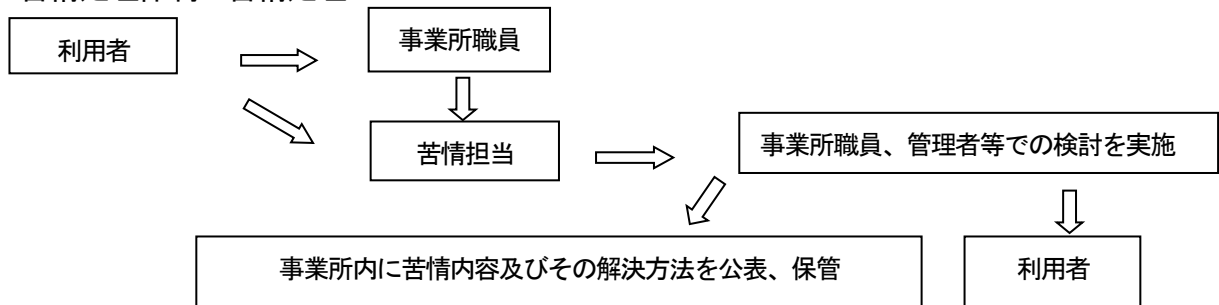 利用者
事業所職員
苦情担当
事業所職員、管理者等での検討を実施
事業所内に苦情内容及びその解決方法を公表、保管
利用者